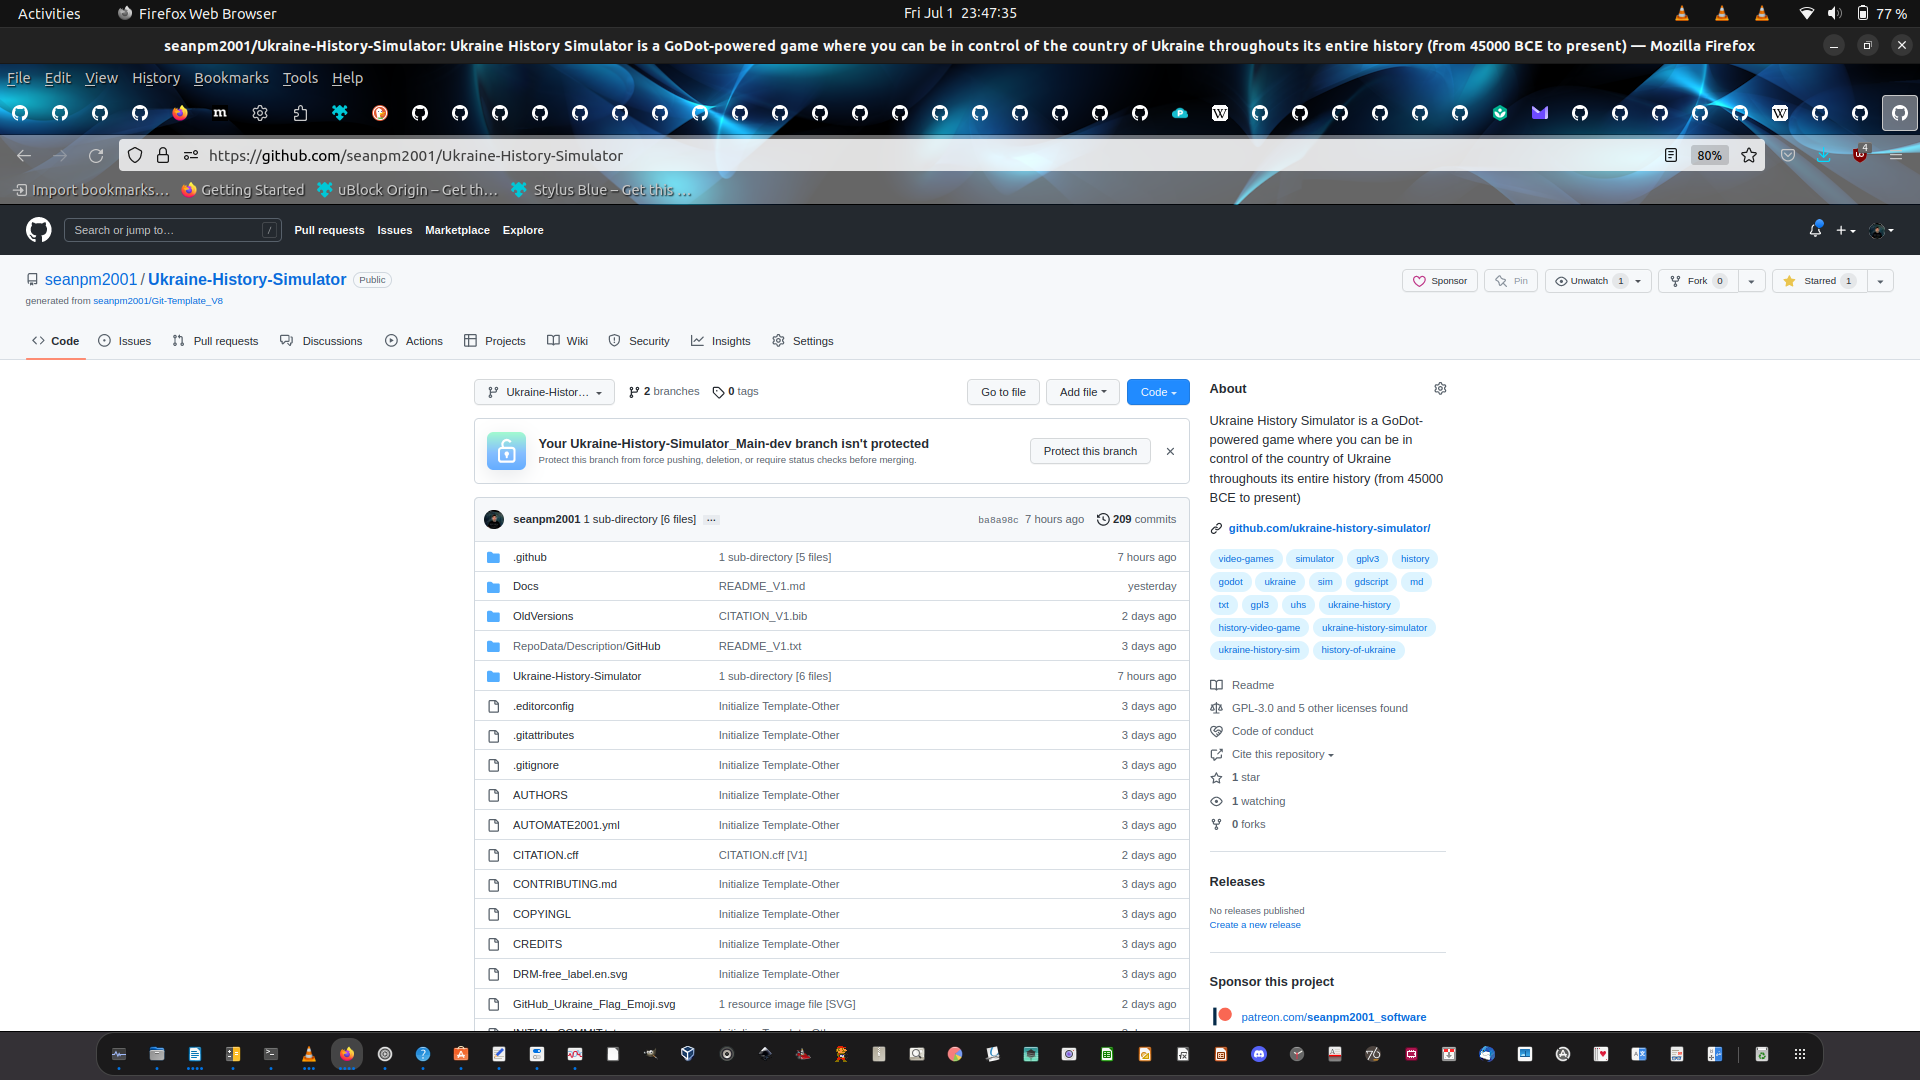 Activities
Firefox Web Browser
Fri Jul 1 23:47:35
77 %
seanpm2001/Ukraine-History-Simulator: Ukraine History Simulator is a GoDot-powered game where you can be in control of the country of Ukraine throughouts its entire history (from 45000 BCE to present) — Mozilla Firefox
File Edit View History Bookmarks Tools Help
https://github.com/seanpm2001/Ukraine-History-Simulator
80%
4
Import bookmarks… Getting Started uBlock Origin – Get th… Stylus Blue – Get this …
Search or jump to… / Pull requests Issues Marketplace Explore
seanpm2001 / Ukraine-History-Simulator Public
generated from seanpm2001/Git-Template_V8
Sponsor Pin Unwatch 1 Fork 0 Starred 1
Code Issues Pull requests Discussions Actions Projects Wiki Security Insights Settings
Ukraine-Histor… 2 branches 0 tags Go to file Add file Code
Your Ukraine-History-Simulator_Main-dev branch isn't protected
Protect this branch from force pushing, deletion, or require status checks before merging.
Protect this branch
seanpm2001 1 sub-directory [6 files] … ba8a98c 7 hours ago 209 commits
.github 1 sub-directory [5 files] 7 hours ago
Docs README_V1.md yesterday
OldVersions CITATION_V1.bib 2 days ago
RepoData/Description/GitHub README_V1.txt 3 days ago
Ukraine-History-Simulator 1 sub-directory [6 files] 7 hours ago
.editorconfig Initialize Template-Other 3 days ago
.gitattributes Initialize Template-Other 3 days ago
.gitignore Initialize Template-Other 3 days ago
AUTHORS Initialize Template-Other 3 days ago
AUTOMATE2001.yml Initialize Template-Other 3 days ago
CITATION.cff CITATION.cff [V1] 2 days ago
CONTRIBUTING.md Initialize Template-Other 3 days ago
COPYINGL Initialize Template-Other 3 days ago
CREDITS Initialize Template-Other 3 days ago
DRM-free_label.en.svg Initialize Template-Other 3 days ago
GitHub_Ukraine_Flag_Emoji.svg 1 resource image file [SVG] 2 days ago
About
Ukraine History Simulator is a GoDot-
powered game where you can be in
control of the country of Ukraine
throughouts its entire history (from 45000
BCE to present)
github.com/ukraine-history-simulator/
video-games simulator gplv3 history
godot ukraine sim gdscript md
txt gpl3 uhs ukraine-history
history-video-game ukraine-history-simulator
ukraine-history-sim history-of-ukraine
Readme
GPL-3.0 and 5 other licenses found
Code of conduct
Cite this repository
1 star
1 watching
0 forks
Releases
No releases published
Create a new release
Sponsor this project
patreon.com/seanpm2001_software